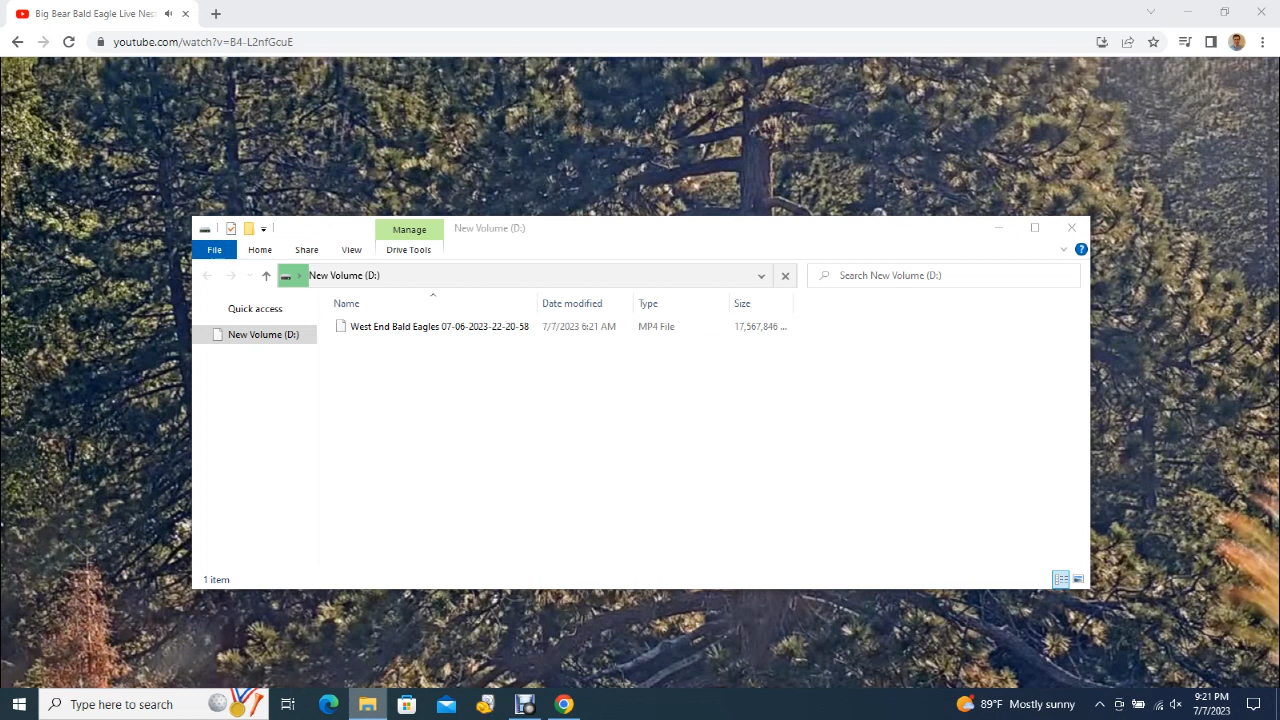 Big Bear Bald Eagle Live Nest
youtube.com/watch?v=B4-L2nfGcuE
Manage
New Volume (D:)
File
Home
Share
View
Drive Tools
New Volume (D:)
Search New Volume (D:)
Quick access
New Volume (D:)
Name
Date modified
Type
Size
West End Bald Eagles 07-06-2023-22-20-58
7/7/2023 6:21 AM
MP4 File
17,567,846 ...
1 item
Type here to search
89°F Mostly sunny
9:21 PM
7/7/2023